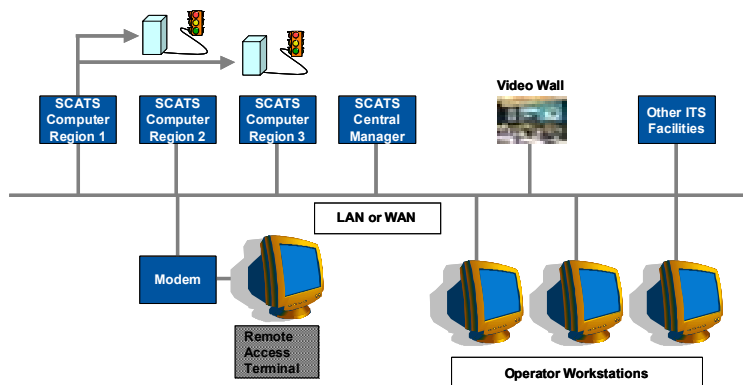 SCATS
Computer
Region 1
SCATS
Computer
Region 2
SCATS
Computer
Region 3
SCATS
Central
Manager
Video Wall
Other ITS
Facilities
LAN or WAN
Modem
Remote
Access
Terminal
Operator Workstations